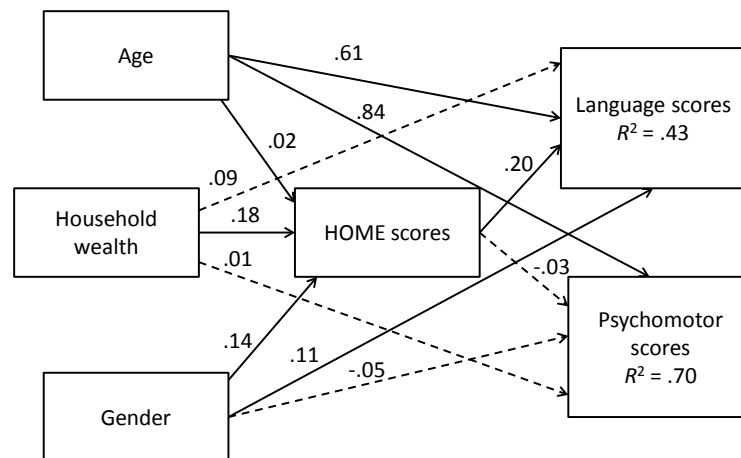 Age
.61
Language scores
R² = .43
.84
.02
.20
.09
Household
wealth
.18
HOME scores
.01
-.03
Psychomotor
scores
R² = .70
.14
.11
-.05
Gender